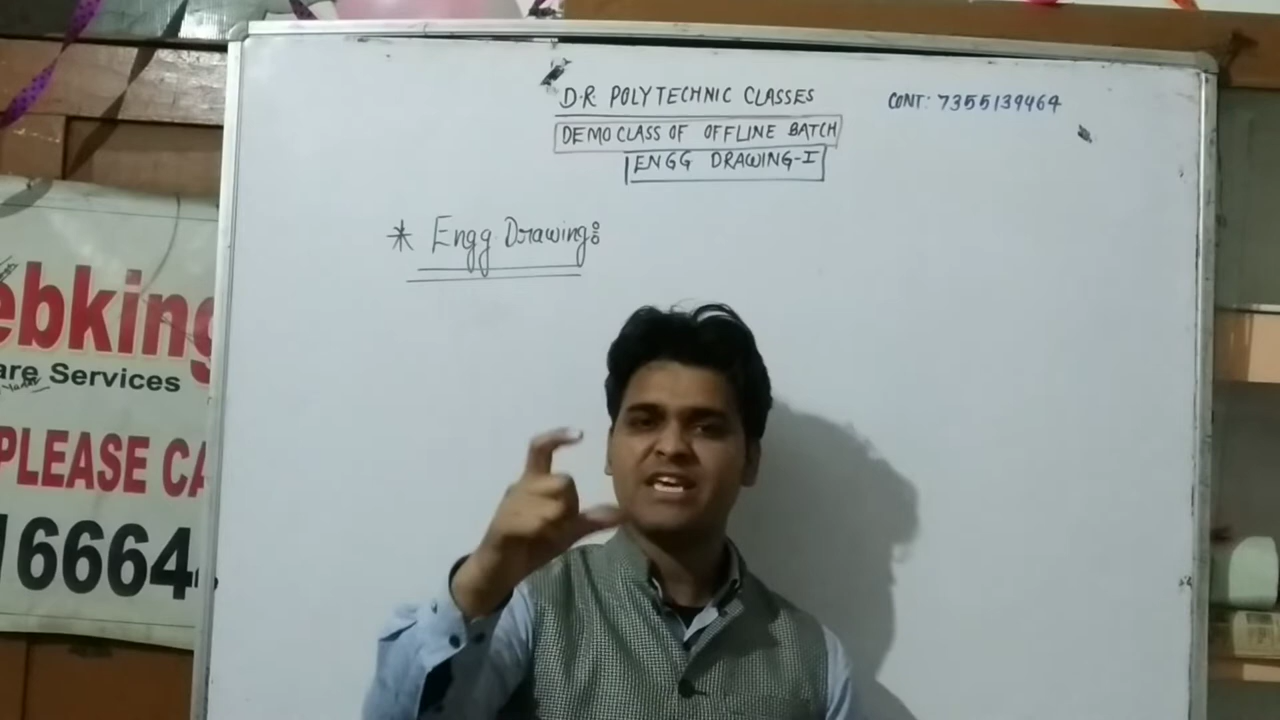 D.R POLYTECHNIC CLASSES
CONT: 7355139464
DEMO CLASS OF OFFLINE BATCH
ENGG DRAWING-I
* Engg Drawing:
ebking
are Services
PLEASE CA
16664